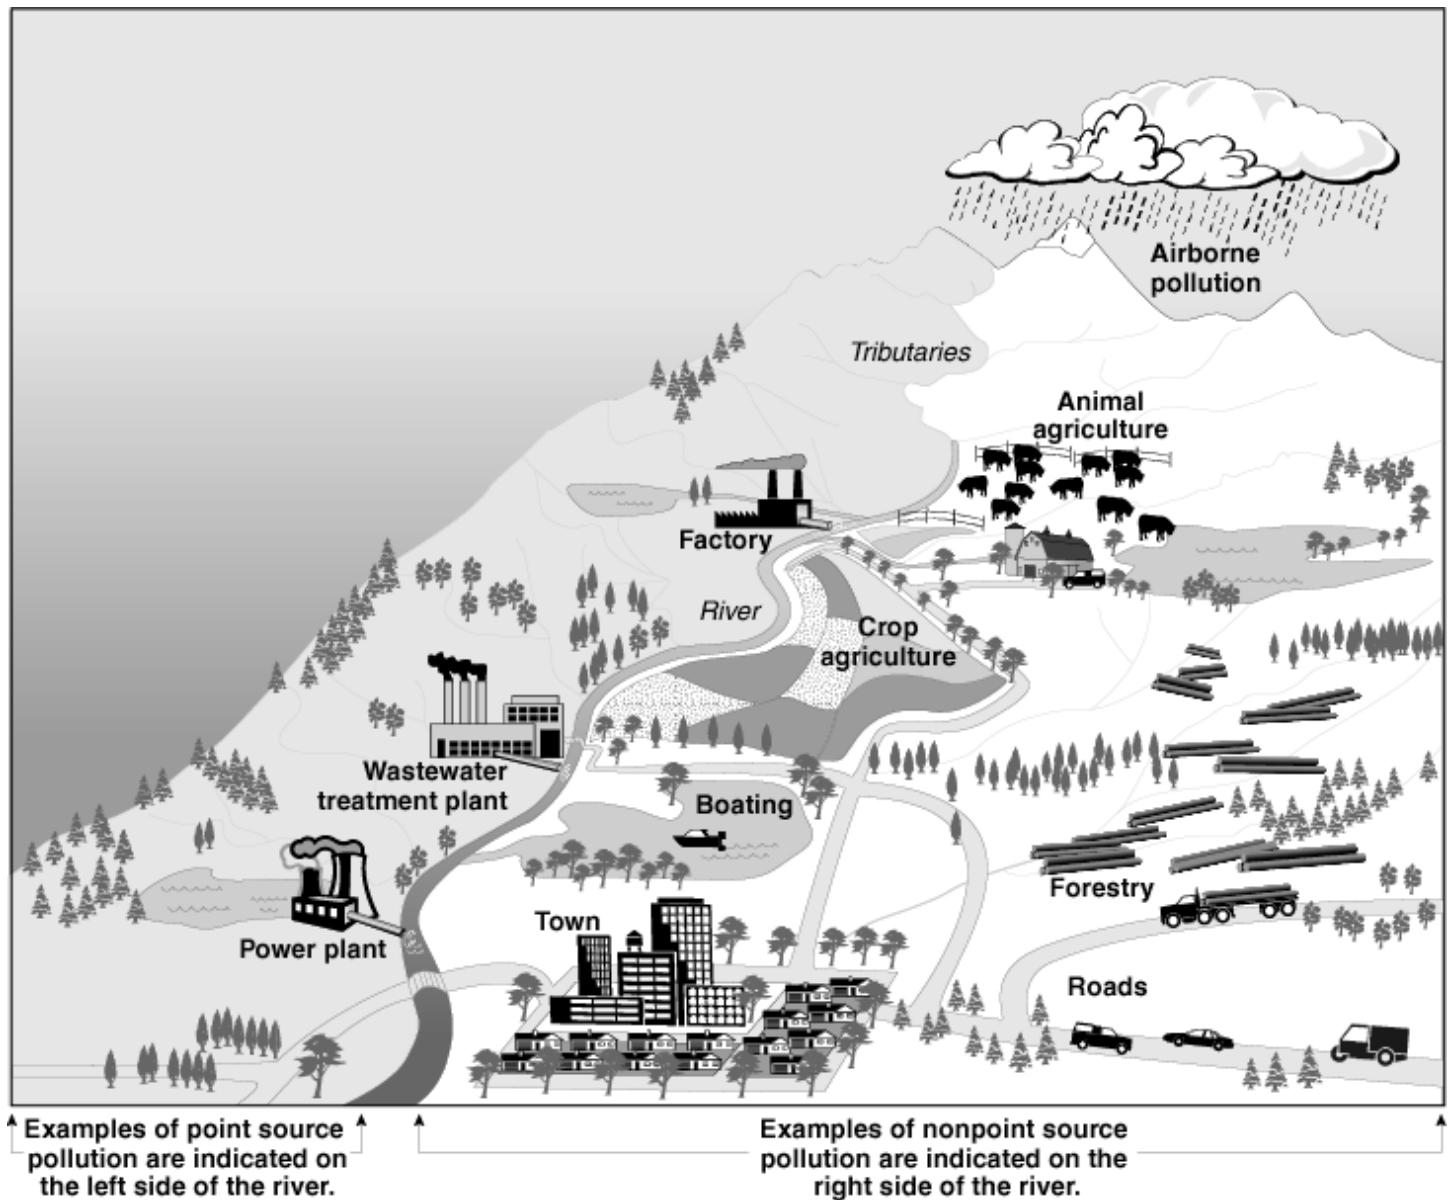 Airborne
pollution
Tributaries
Animal
agriculture
Factory
River
Crop
agriculture
Wastewater
treatment plant
Boating
Forestry
Town
Power plant
Roads
Examples of point source
pollution are indicated on
the left side of the river.
Examples of nonpoint source
pollution are indicated on the
right side of the river.